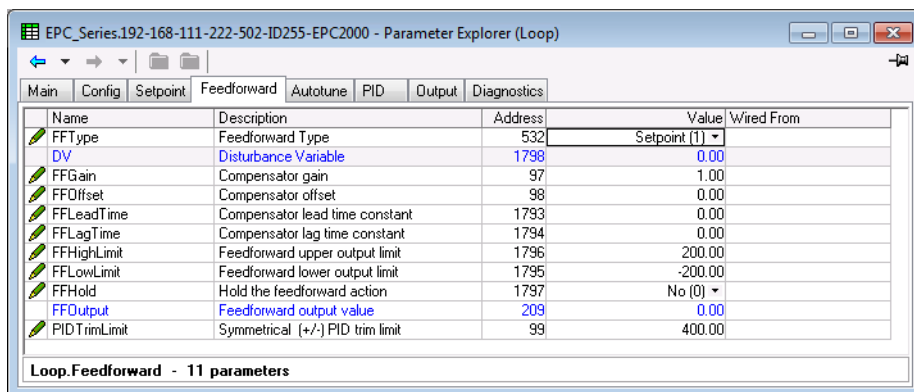 EPC_Series.192-168-111-222-502-ID255-EPC2000 - Parameter Explorer (Loop)
Main Config Setpoint Feedforward Autotune PID Output Diagnostics
Name Description Address Value Wired From
FFType Feedforward Type 532 Setpoint (1)
DV Disturbance Variable 1798 0.00
FFGain Compensator gain 97 1.00
FFOffset Compensator offset 98 0.00
FFLeadTime Compensator lead time constant 1793 0.00
FFLagTime Compensator lag time constant 1794 0.00
FFHighLimit Feedforward upper output limit 1796 200.00
FFLowLimit Feedforward lower output limit 1795 -200.00
FFHold Hold the feedforward action 1797 No (0)
FFOutput Feedforward output value 209 0.00
PIDTrimLimit Symmetrical (+/-) PID trim limit 99 400.00
Loop.Feedforward - 11 parameters